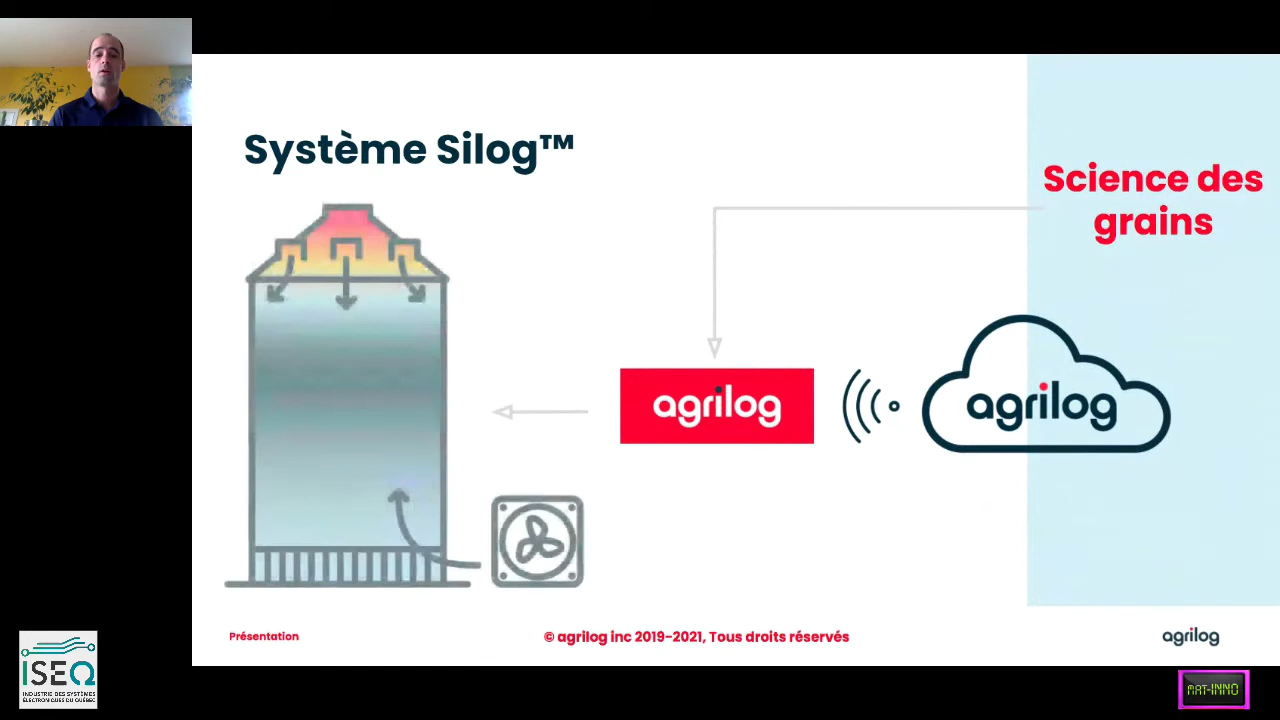 Système Silog™
Science des
grains
agrilog
agrilog
Présentation
© agrilog inc 2019-2021, Tous droits réservés
agrilog
ISEQ
INDUSTRIE DES SYSTÈMES
ÉLECTRONIQUES DU QUÉBEC
MAT-INNO